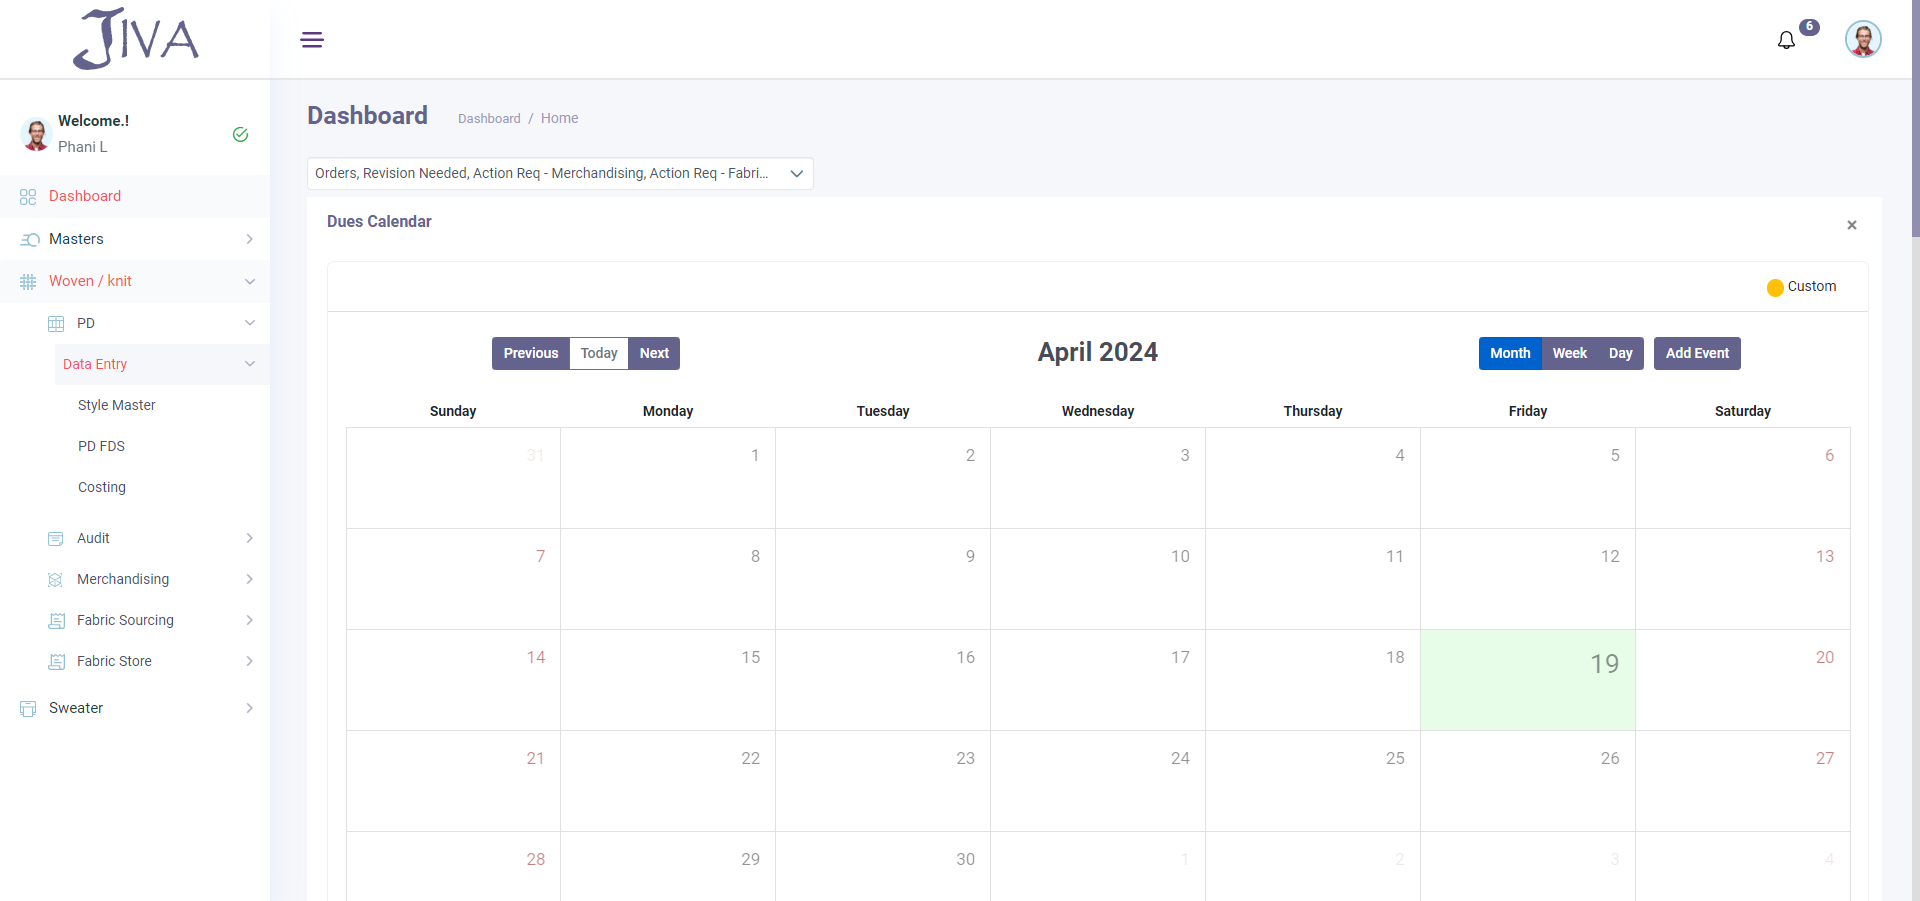 JIVA
6
Welcome.!
Phani L
Dashboard
Masters
Woven / knit
PD
Data Entry
Style Master
PD FDS
Costing
Audit
Merchandising
Fabric Sourcing
Fabric Store
Sweater
Dashboard
Dashboard / Home
Orders, Revision Needed, Action Req - Merchandising, Action Req - Fabri...
Dues Calendar
×
Custom
Previous Today Next
April 2024
Month Week Day Add Event
Sunday Monday Tuesday Wednesday Thursday Friday Saturday
31 1 2 3 4 5 6
7 8 9 10 11 12 13
14 15 16 17 18 19 20
21 22 23 24 25 26 27
28 29 30 1 2 3 4